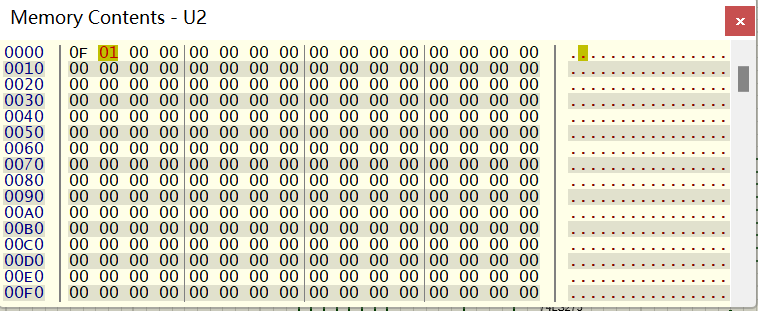 Memory Contents - U2
0000 0F 01 00 00 00 00 00 00 00 00 00 00 00 00 00 00 ................
0010 00 00 00 00 00 00 00 00 00 00 00 00 00 00 00 00 ................
0020 00 00 00 00 00 00 00 00 00 00 00 00 00 00 00 00 ................
0030 00 00 00 00 00 00 00 00 00 00 00 00 00 00 00 00 ................
0040 00 00 00 00 00 00 00 00 00 00 00 00 00 00 00 00 ................
0050 00 00 00 00 00 00 00 00 00 00 00 00 00 00 00 00 ................
0060 00 00 00 00 00 00 00 00 00 00 00 00 00 00 00 00 ................
0070 00 00 00 00 00 00 00 00 00 00 00 00 00 00 00 00 ................
0080 00 00 00 00 00 00 00 00 00 00 00 00 00 00 00 00 ................
0090 00 00 00 00 00 00 00 00 00 00 00 00 00 00 00 00 ................
00A0 00 00 00 00 00 00 00 00 00 00 00 00 00 00 00 00 ................
00B0 00 00 00 00 00 00 00 00 00 00 00 00 00 00 00 00 ................
00C0 00 00 00 00 00 00 00 00 00 00 00 00 00 00 00 00 ................
00D0 00 00 00 00 00 00 00 00 00 00 00 00 00 00 00 00 ................
00E0 00 00 00 00 00 00 00 00 00 00 00 00 00 00 00 00 ................
00F0 00 00 00 00 00 00 00 00 00 00 00 00 00 00 00 00 ................